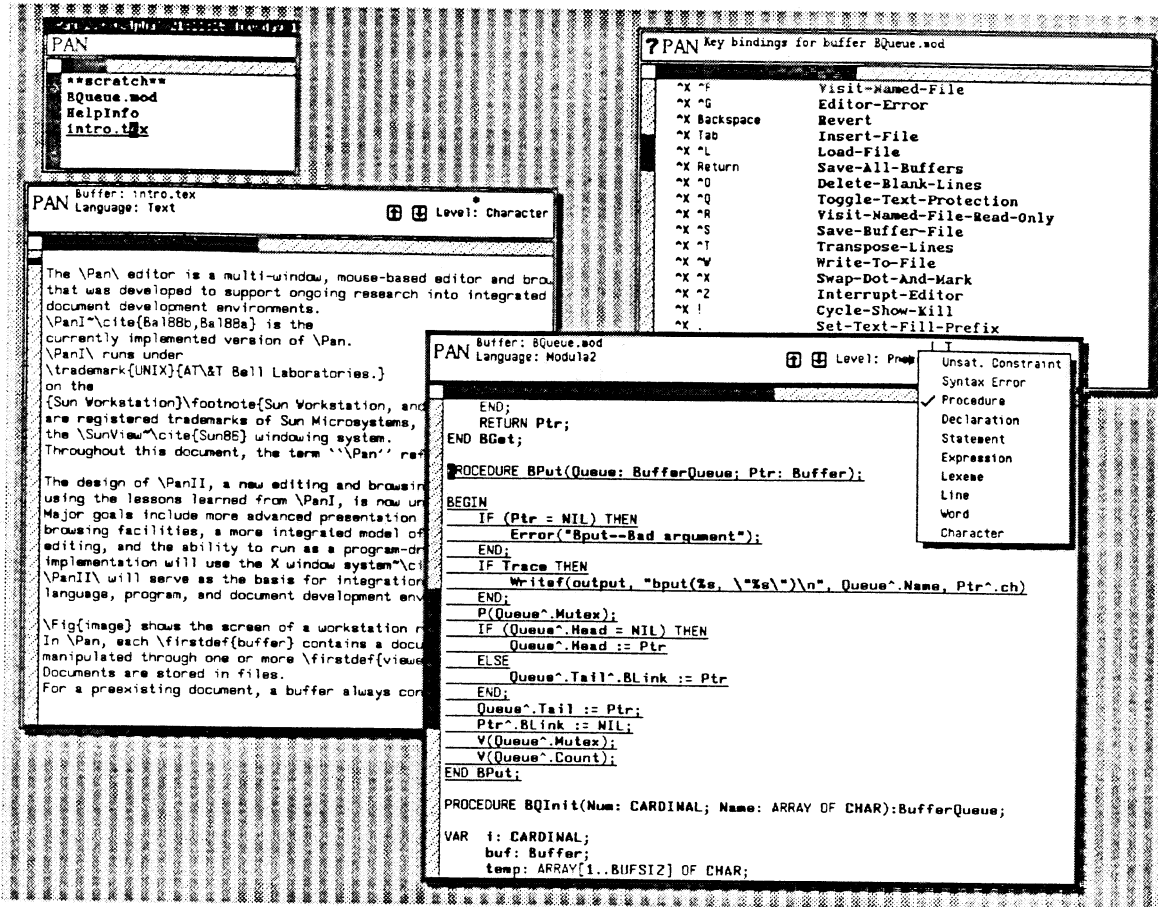 PAN
**scratch**
BQueue.mod
HelpInfo
intro.tex
? PAN Key bindings for buffer BQueue.mod
^X ^F Visit-Named-File
^X ^G Editor-Error
^X Backspace Revert
^X Tab Insert-File
^X ^L Load-File
^X Return Save-All-Buffers
^X ^O Delete-Blank-Lines
^X ^Q Toggle-Text-Protection
^X ^R Visit-Named-File-Read-Only
^X ^S Save-Buffer-File
^X ^T Transpose-Lines
^X ^W Write-To-File
^X ^X Swap-Dot-And-Mark
^X ^Z Interrupt-Editor
^X ! Cycle-Show-Kill
^X . Set-Text-Fill-Prefix
PAN Buffer: intro.tex
Language: Text
Level: Character
The \Pan\ editor is a multi-window, mouse-based editor and brow
that was developed to support ongoing research into integrated
document development environments.
\PanI~\cite{Bal88b,Bal88a} is the
currently implemented version of \Pan.
\PanI\ runs under
\trademark{UNIX}{AT\&T Bell Laboratories.}
on the
{Sun Workstation}\footnote{Sun Workstation, and
are registered trademarks of Sun Microsystems,
the \SunView~\cite{Sun86} windowing system.
Throughout this document, the term ``\Pan'' ref
The design of \PanII, a new editing and browsin
using the lessons learned from \PanI, is now un
Major goals include more advanced presentation
browsing facilities, a more integrated model of
editing, and the ability to run as a program-dr
implementation will use the X window system~\ci
\PanII\ will serve as the basis for integration
language, program, and document development env
\Fig{image} shows the screen of a workstation r
In \Pan, each \firstdef{buffer} contains a docu
manipulated through one or more \firstdef{viewe
Documents are stored in files.
For a preexisting document, a buffer always con
PAN Buffer: BQueue.mod
Language: Modula2
Level: Pro
Unsat. Constraint
Syntax Error
✓ Procedure
Declaration
Statement
Expression
Lexeme
Line
Word
Character
END;
RETURN Ptr;
END BGet;
PROCEDURE BPut(Queue: BufferQueue; Ptr: Buffer);
BEGIN
IF (Ptr = NIL) THEN
Error("Bput--Bad argument");
END;
IF Trace THEN
Writef(output, "bput(%s, \"%s\")\n", Queue^.Name, Ptr^.ch)
END;
P(Queue^.Mutex);
IF (Queue^.Head = NIL) THEN
Queue^.Head := Ptr
ELSE
Queue^.Tail^.BLink := Ptr
END;
Queue^.Tail := Ptr;
Ptr^.BLink := NIL;
V(Queue^.Mutex);
V(Queue^.Count);
END BPut;
PROCEDURE BQInit(Num: CARDINAL; Name: ARRAY OF CHAR):BufferQueue;
VAR i: CARDINAL;
buf: Buffer;
temp: ARRAY[1..BUFSIZ] OF CHAR;